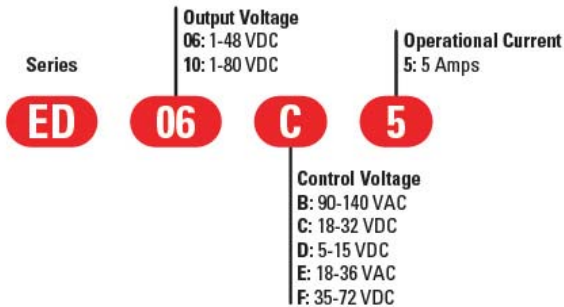 Output Voltage
06: 1-48 VDC
10: 1-80 VDC
Operational Current
5: 5 Amps
Series
ED
06
C
5
Control Voltage
B: 90-140 VAC
C: 18-32 VDC
D: 5-15 VDC
E: 18-36 VAC
F: 35-72 VDC